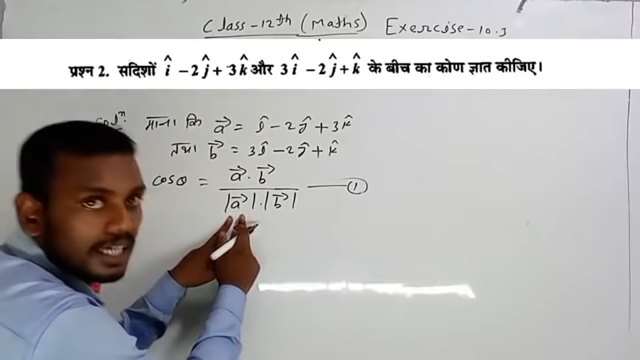 Class-12th (Maths) Exercise-10.3
प्रश्न 2. सदिशों î − 2ĵ + 3k̂ और 3î − 2ĵ + k̂ के बीच का कोण ज्ञात कीजिए।
Solⁿ माना कि a⃗ = î − 2ĵ + 3k̂
तथा b⃗ = 3î − 2ĵ + k̂
cosθ = a⃗ . b⃗ / |a⃗| . |b⃗| —— ①